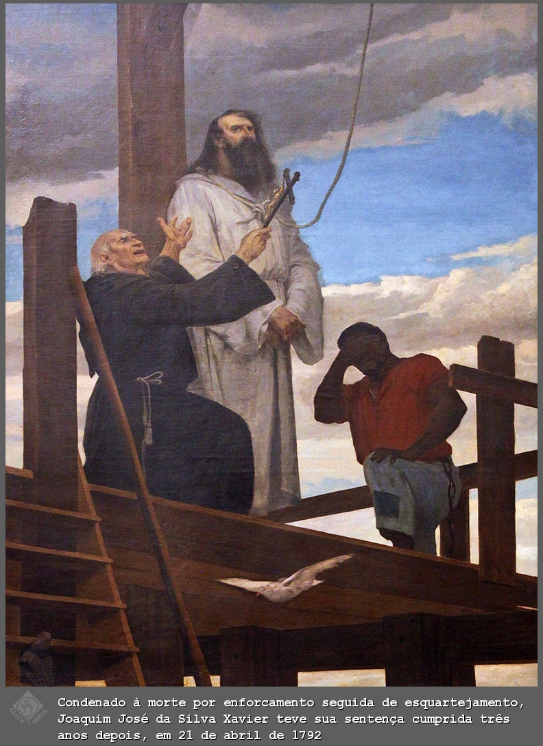 Condenado à morte por enforcamento seguida de esquartejamento,
Joaquim José da Silva Xavier teve sua sentença cumprida três
anos depois, em 21 de abril de 1792